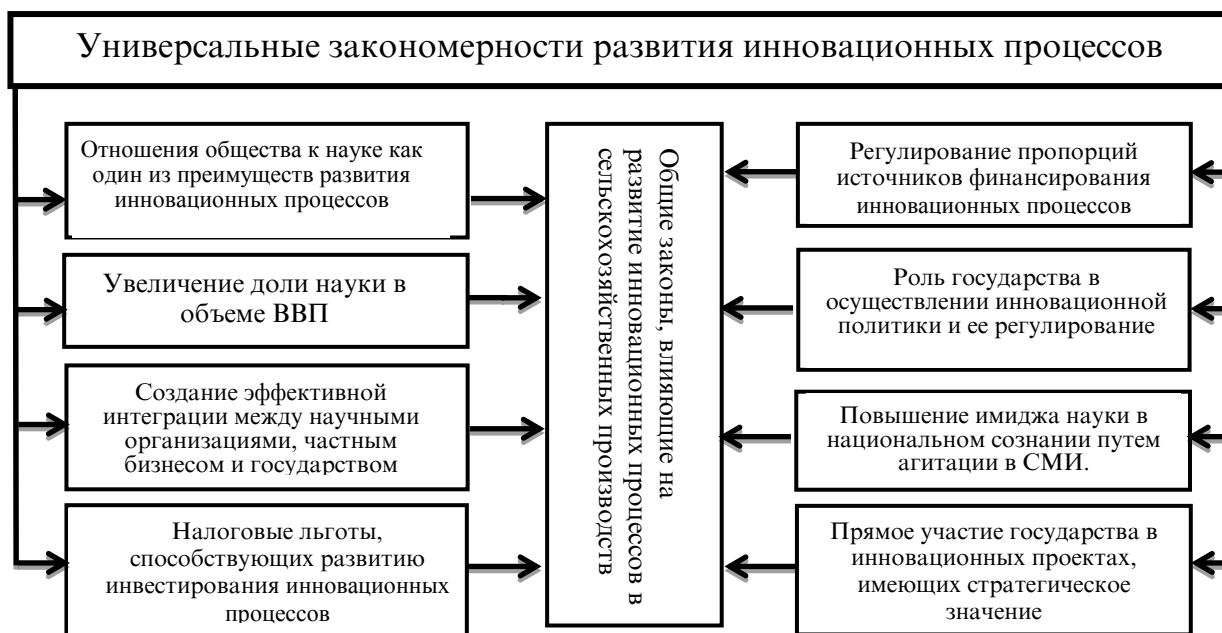 Универсальные закономерности развития инновационных процессов
Отношения общества к науке как
один из преимуществ развития
инновационных процессов
Увеличение доли науки в
объеме ВВП
Создание эффективной
интеграции между научными
организациями, частным
бизнесом и государством
Налоговые льготы,
способствующих развитию
инвестирования инновационных
процессов
Общие законы, влияющие на
развитие инновационных процессов в
сельскохозяйственных производств
Регулирование пропорций
источников финансирования
инновационных процессов
Роль государства в
осуществлении инновационной
политики и ее регулирование
Повышение имиджа науки в
национальном сознании путем
агитации в СМИ.
Прямое участие государства в
инновационных проектах,
имеющих стратегическое
значение